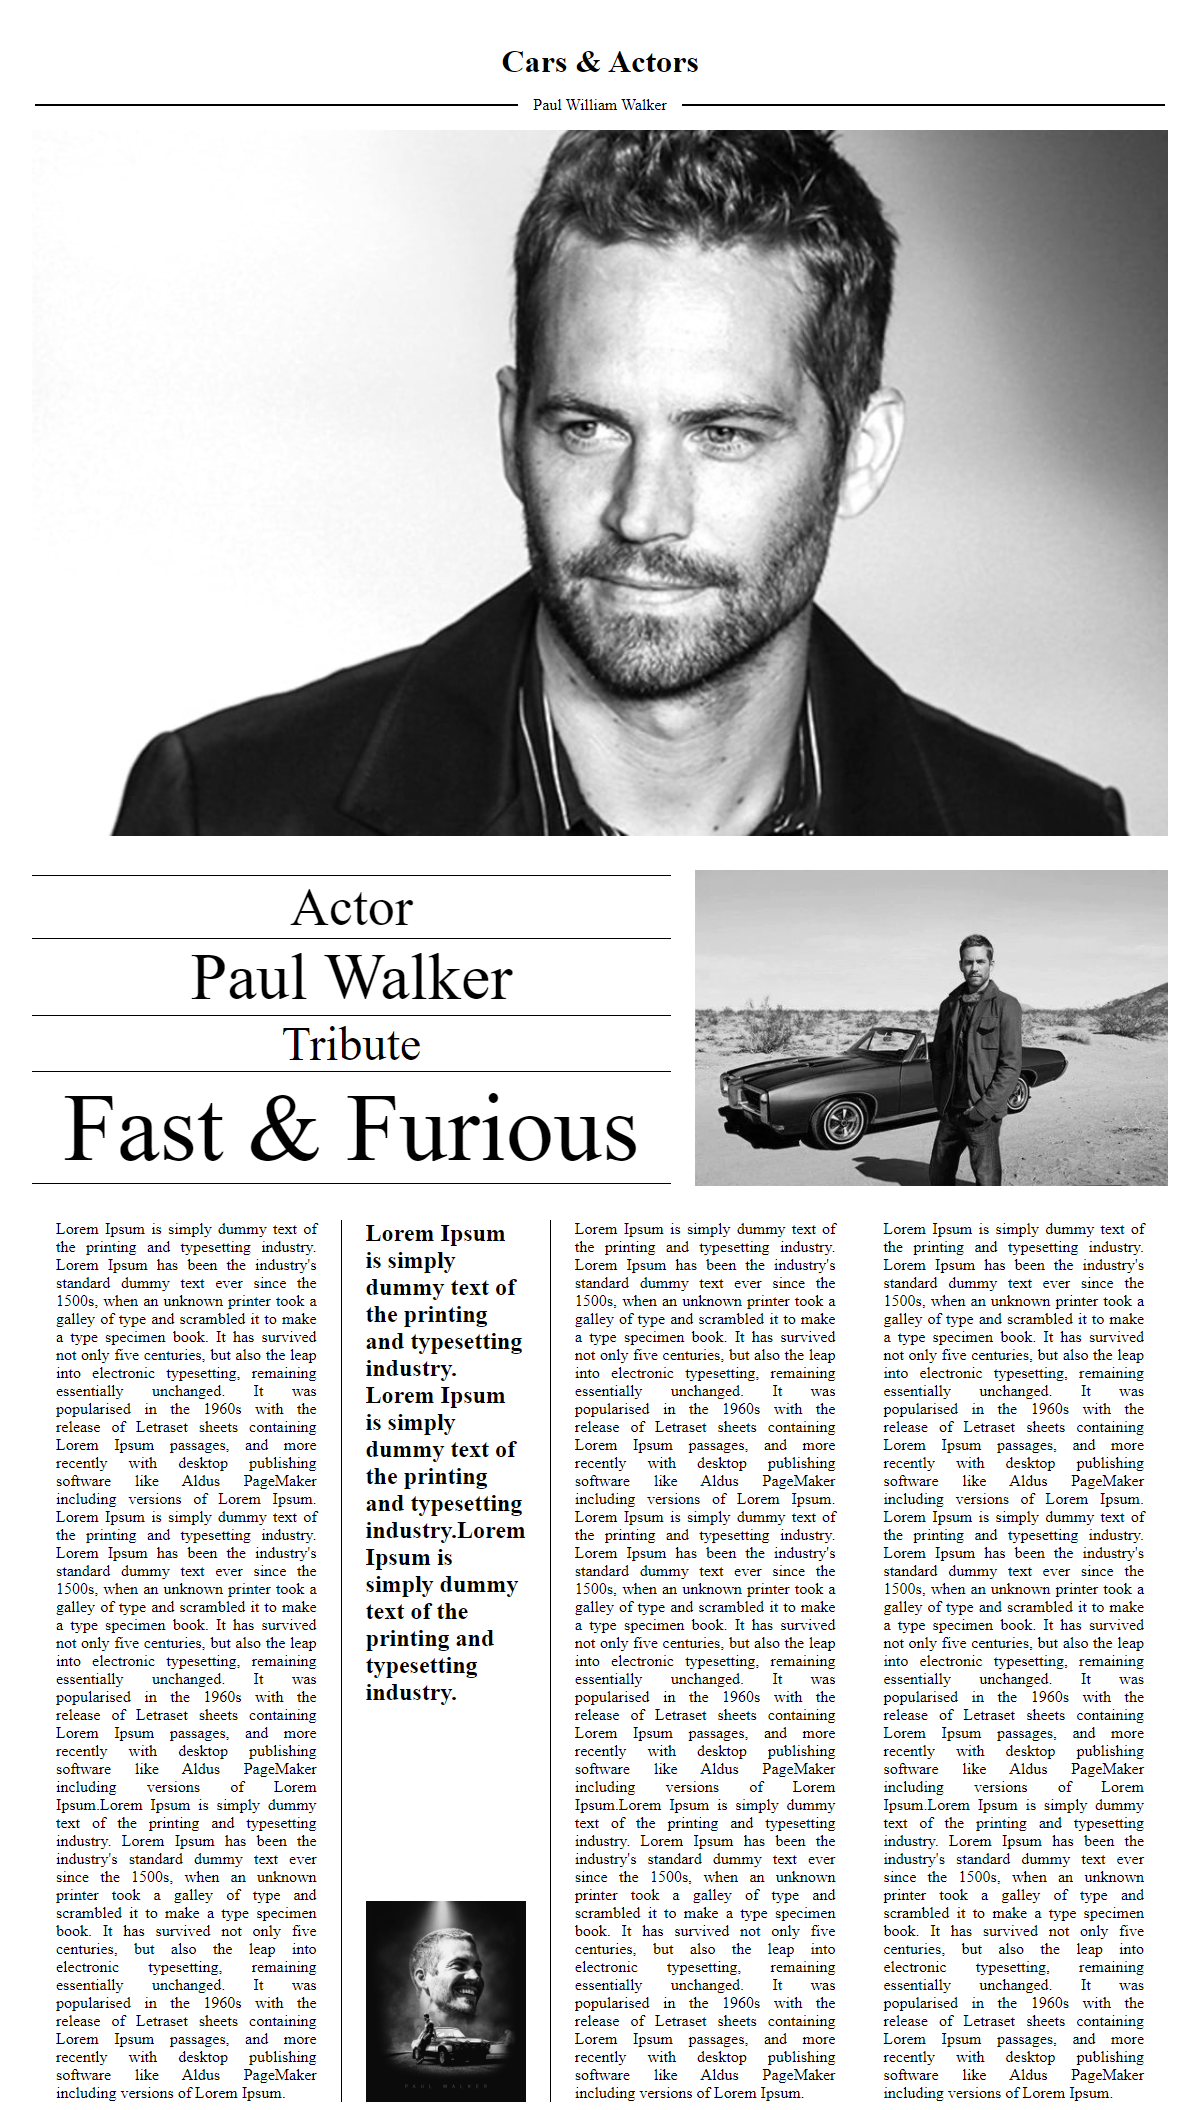 Cars & Actors
Paul William Walker
Actor
Paul Walker
Tribute
Fast & Furious
Lorem Ipsum is simply dummy text of
the printing and typesetting industry.
Lorem Ipsum has been the industry's
standard dummy text ever since the
1500s, when an unknown printer took a
galley of type and scrambled it to make
a type specimen book. It has survived
not only five centuries, but also the leap
into electronic typesetting, remaining
essentially unchanged. It was
popularised in the 1960s with the
release of Letraset sheets containing
Lorem Ipsum passages, and more
recently with desktop publishing
software like Aldus PageMaker
including versions of Lorem Ipsum.
Lorem Ipsum is simply dummy text of
the printing and typesetting industry.
Lorem Ipsum has been the industry's
standard dummy text ever since the
1500s, when an unknown printer took a
galley of type and scrambled it to make
a type specimen book. It has survived
not only five centuries, but also the leap
into electronic typesetting, remaining
essentially unchanged. It was
popularised in the 1960s with the
release of Letraset sheets containing
Lorem Ipsum passages, and more
recently with desktop publishing
software like Aldus PageMaker
including versions of Lorem
Ipsum.Lorem Ipsum is simply dummy
text of the printing and typesetting
industry. Lorem Ipsum has been the
industry's standard dummy text ever
since the 1500s, when an unknown
printer took a galley of type and
scrambled it to make a type specimen
book. It has survived not only five
centuries, but also the leap into
electronic typesetting, remaining
essentially unchanged. It was
popularised in the 1960s with the
release of Letraset sheets containing
Lorem Ipsum passages, and more
recently with desktop publishing
software like Aldus PageMaker
including versions of Lorem Ipsum.
Lorem Ipsum
is simply
dummy text of
the printing
and typesetting
industry.
Lorem Ipsum
is simply
dummy text of
the printing
and typesetting
industry.Lorem
Ipsum is
simply dummy
text of the
printing and
typesetting
industry.
PAUL WALKER
Lorem Ipsum is simply dummy text of
the printing and typesetting industry.
Lorem Ipsum has been the industry's
standard dummy text ever since the
1500s, when an unknown printer took a
galley of type and scrambled it to make
a type specimen book. It has survived
not only five centuries, but also the leap
into electronic typesetting, remaining
essentially unchanged. It was
popularised in the 1960s with the
release of Letraset sheets containing
Lorem Ipsum passages, and more
recently with desktop publishing
software like Aldus PageMaker
including versions of Lorem Ipsum.
Lorem Ipsum is simply dummy text of
the printing and typesetting industry.
Lorem Ipsum has been the industry's
standard dummy text ever since the
1500s, when an unknown printer took a
galley of type and scrambled it to make
a type specimen book. It has survived
not only five centuries, but also the leap
into electronic typesetting, remaining
essentially unchanged. It was
popularised in the 1960s with the
release of Letraset sheets containing
Lorem Ipsum passages, and more
recently with desktop publishing
software like Aldus PageMaker
including versions of Lorem
Ipsum.Lorem Ipsum is simply dummy
text of the printing and typesetting
industry. Lorem Ipsum has been the
industry's standard dummy text ever
since the 1500s, when an unknown
printer took a galley of type and
scrambled it to make a type specimen
book. It has survived not only five
centuries, but also the leap into
electronic typesetting, remaining
essentially unchanged. It was
popularised in the 1960s with the
release of Letraset sheets containing
Lorem Ipsum passages, and more
recently with desktop publishing
software like Aldus PageMaker
including versions of Lorem Ipsum.
Lorem Ipsum is simply dummy text of
the printing and typesetting industry.
Lorem Ipsum has been the industry's
standard dummy text ever since the
1500s, when an unknown printer took a
galley of type and scrambled it to make
a type specimen book. It has survived
not only five centuries, but also the leap
into electronic typesetting, remaining
essentially unchanged. It was
popularised in the 1960s with the
release of Letraset sheets containing
Lorem Ipsum passages, and more
recently with desktop publishing
software like Aldus PageMaker
including versions of Lorem Ipsum.
Lorem Ipsum is simply dummy text of
the printing and typesetting industry.
Lorem Ipsum has been the industry's
standard dummy text ever since the
1500s, when an unknown printer took a
galley of type and scrambled it to make
a type specimen book. It has survived
not only five centuries, but also the leap
into electronic typesetting, remaining
essentially unchanged. It was
popularised in the 1960s with the
release of Letraset sheets containing
Lorem Ipsum passages, and more
recently with desktop publishing
software like Aldus PageMaker
including versions of Lorem
Ipsum.Lorem Ipsum is simply dummy
text of the printing and typesetting
industry. Lorem Ipsum has been the
industry's standard dummy text ever
since the 1500s, when an unknown
printer took a galley of type and
scrambled it to make a type specimen
book. It has survived not only five
centuries, but also the leap into
electronic typesetting, remaining
essentially unchanged. It was
popularised in the 1960s with the
release of Letraset sheets containing
Lorem Ipsum passages, and more
recently with desktop publishing
software like Aldus PageMaker
including versions of Lorem Ipsum.